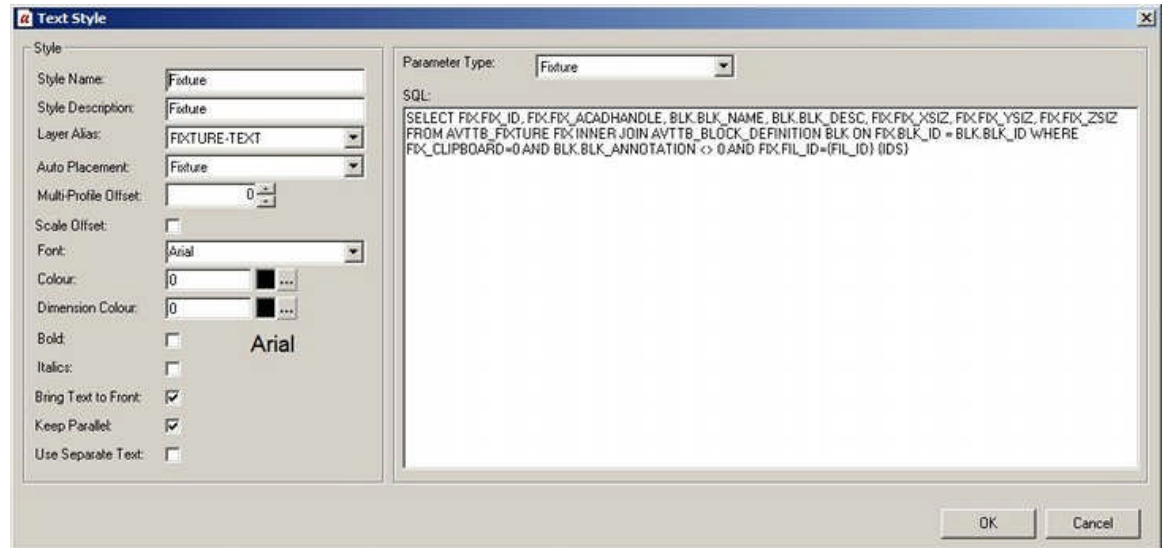 Text Style
Style
Style Name: Fixture
Style Description: Fixture
Layer Alias: FIXTURE-TEXT
Auto Placement: Fixture
Multi-Profile Offset: 0
Scale Offset:
Font: Arial
Colour: 0 ...
Dimension Colour: 0 ...
Bold:
Arial
Italics:
Bring Text to Front:
Keep Parallel:
Use Separate Text:
Parameter Type: Fixture
SQL:
SELECT FIX.FIX_ID, FIX.FIX_ACADHANDLE, BLK.BLK_NAME, BLK.BLK_DESC, FIX.FIX_XSIZ, FIX.FIX_YSIZ, FIX.FIX_ZSIZ
FROM AVTTB_FIXTURE FIX INNER JOIN AVTTB_BLOCK_DEFINITION BLK ON FIX.BLK_ID = BLK.BLK_ID WHERE
FIX_CLIPBOARD=0 AND BLK.BLK_ANNOTATION <> 0 AND FIX.FIL_ID={FIL_ID} {IDS}
OK
Cancel